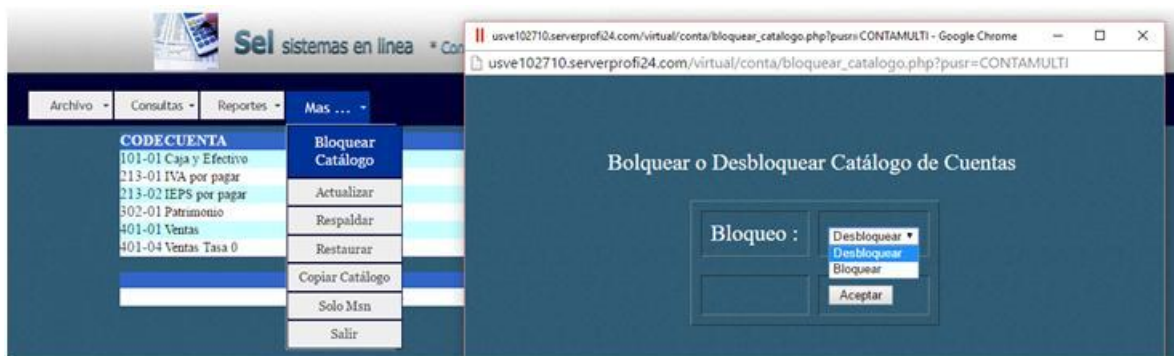 Sel sistemas en línea * Con
Archivo
Consultas
Reportes
Mas ...
CODECUENTA
101-01 Caja y Efectivo
213-01 IVA por pagar
213-02 IEPS por pagar
302-01 Patrimonio
401-01 Ventas
401-04 Ventas Tasa 0
Bloquear
Catálogo
Actualizar
Respaldar
Restaurar
Copiar Catálogo
Solo Msn
Salir
usve102710.serverprofi24.com/virtual/conta/bloquear_catalogo.php?pusr=CONTAMULTI - Google Chrome
usve102710.serverprofi24.com/virtual/conta/bloquear_catalogo.php?pusr=CONTAMULTI
Bolquear o Desbloquear Catálogo de Cuentas
Bloqueo :
Desbloquear
Desbloquear
Bloquear
Aceptar